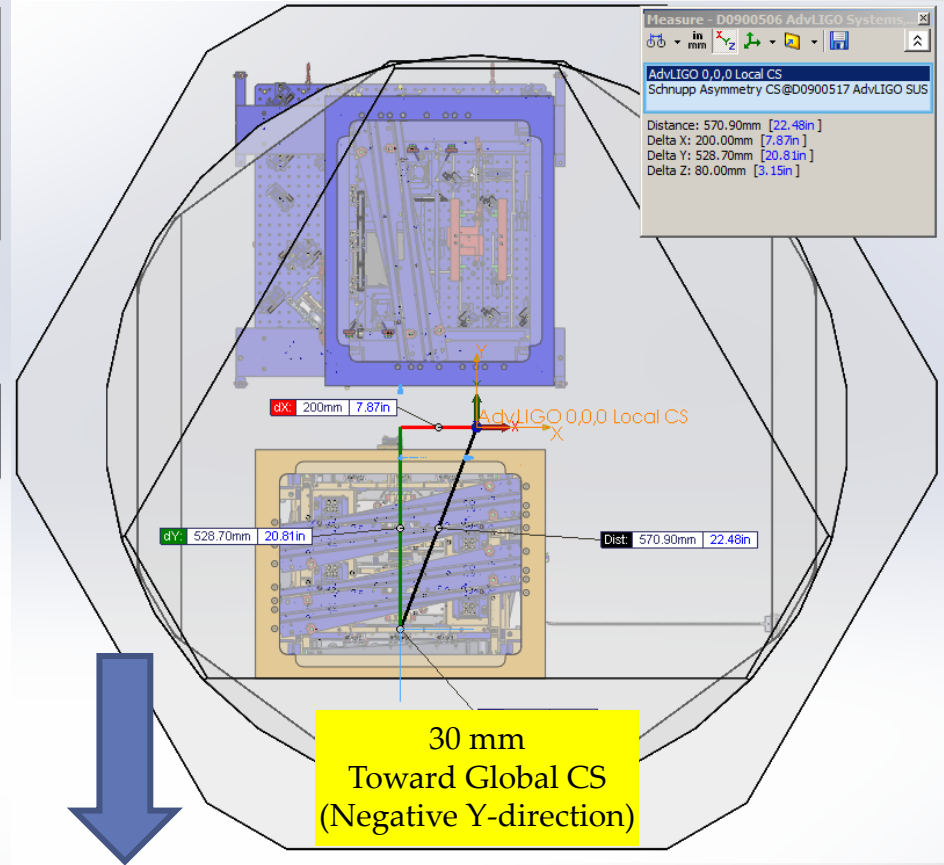 Measure - D0900506 AdvLIGO Systems,...
in
mm
X Y Z
AdvLIGO 0,0,0 Local CS
Schnupp Asymmetry CS@D0900517 AdvLIGO SUS
Distance: 570.90mm [22.48in]
Delta X: 200.00mm [7.87in]
Delta Y: 528.70mm [20.81in]
Delta Z: 80.00mm [3.15in]
Y
dX: 200mm 7.87in
AdvLIGO 0,0,0 Local CS
X
X
dY: 528.70mm 20.81in
Dist: 570.90mm 22.48in
30 mm
Toward Global CS
(Negative Y-direction)